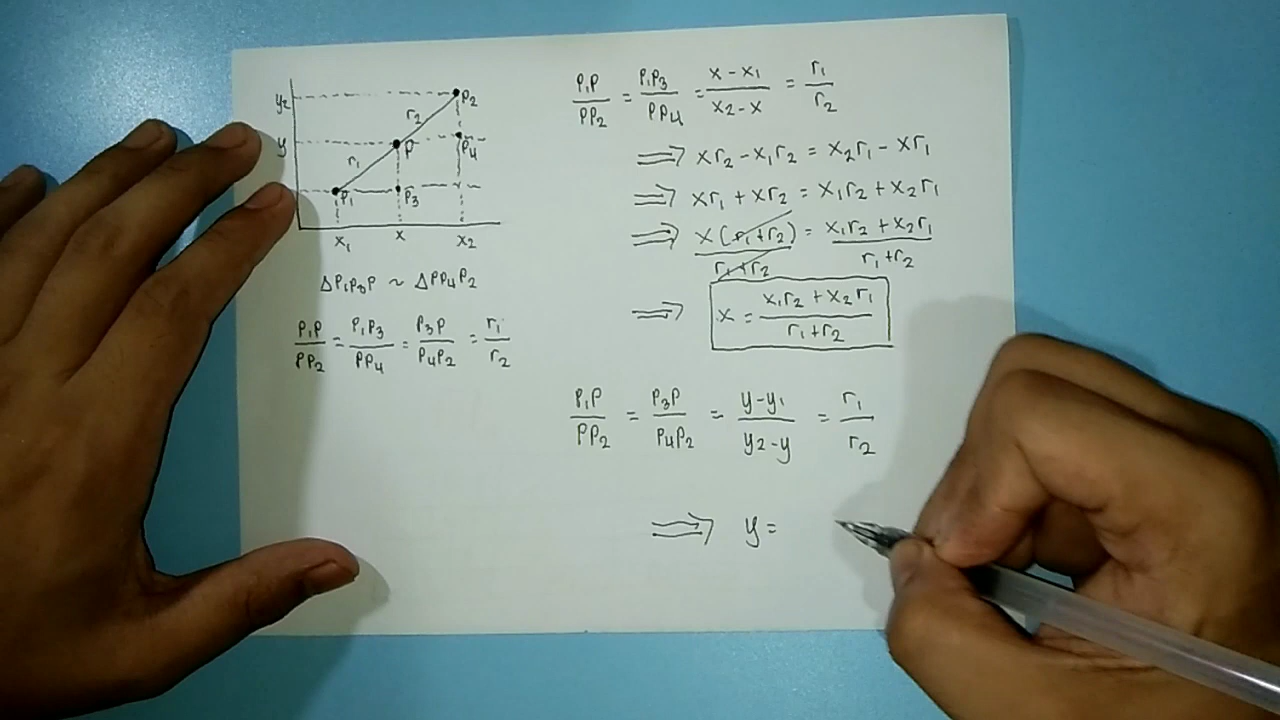 y₂
P₂
r₂
y
P
P₄
r₁
P₁
P₃
x₁ x x₂
ΔP₁P₃P ~ ΔPP₄P₂
P₁P/PP₂ = P₁P₃/PP₄ = P₃P/P₄P₂ = r₁/r₂
P₁P/PP₂ = P₁P₃/PP₄ = x - x₁/x₂ - x = r₁/r₂
⟹ xr₂ - x₁r₂ = x₂r₁ - xr₁
⟹ xr₁ + xr₂ = x₁r₂ + x₂r₁
⟹ x(r₁+r₂)/r₁+r₂ = x₁r₂ + x₂r₁/r₁+r₂
⟹ x = x₁r₂ + x₂r₁/r₁+r₂
P₁P/PP₂ = P₃P/P₄P₂ = y-y₁/y₂-y = r₁/r₂
⟹ y =